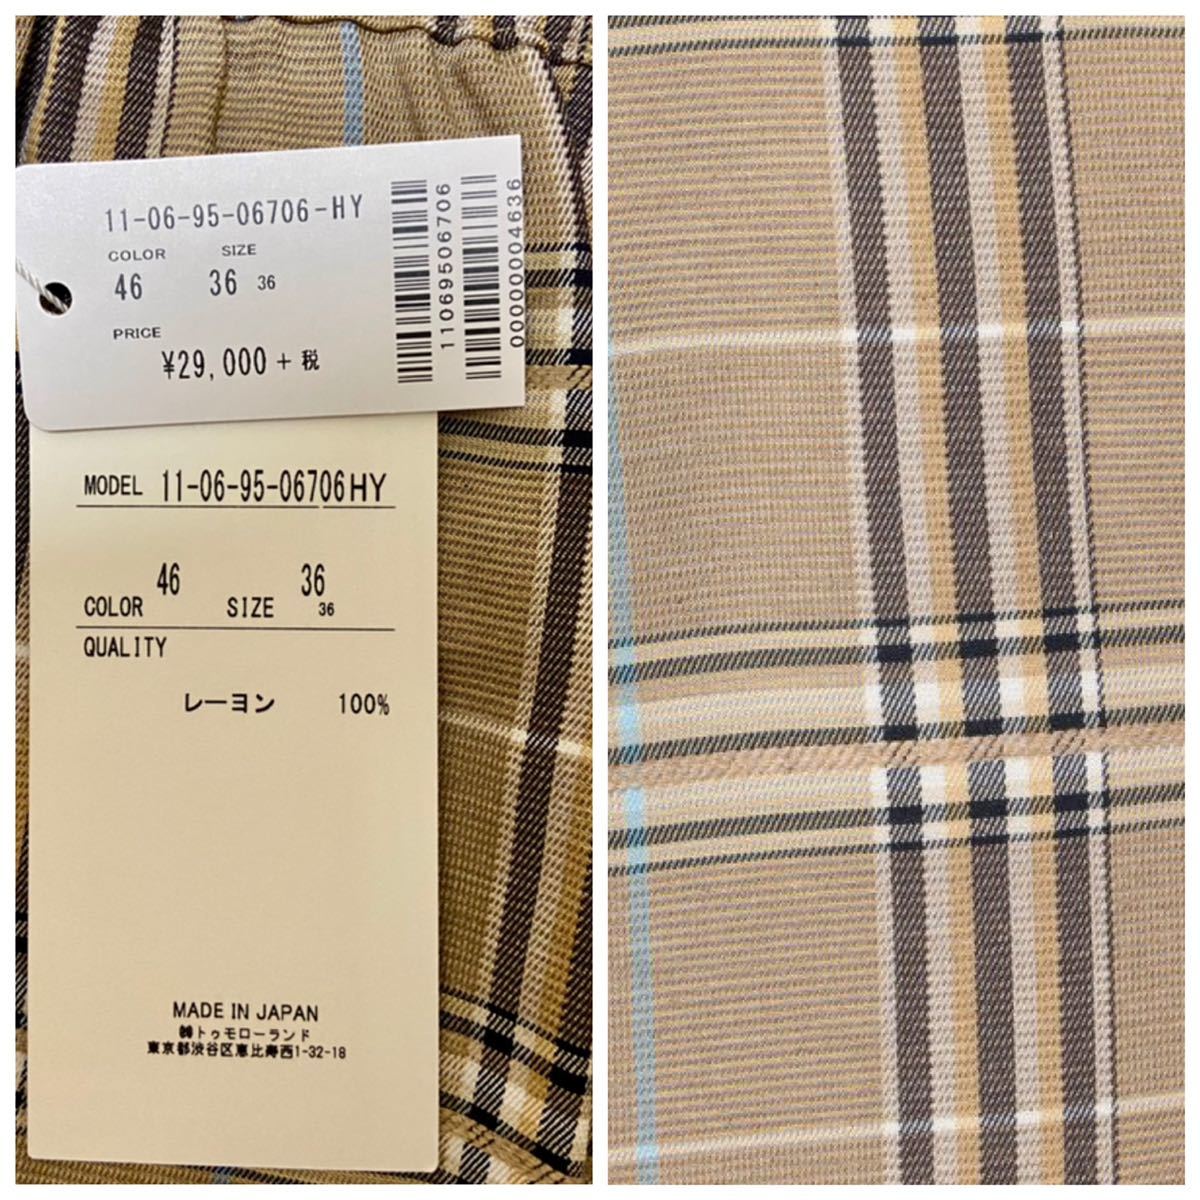 11-06-95-06706-HY
COLOR SIZE
46 36 36
PRICE
¥29,000 + 税
11069506706
0000000004636
MODEL 11-06-95-06706HY
46 36
COLOR SIZE 36
QUALITY
レーヨン 100%
MADE IN JAPAN
㈱トゥモローランド
東京都渋谷区恵比寿西1-32-18